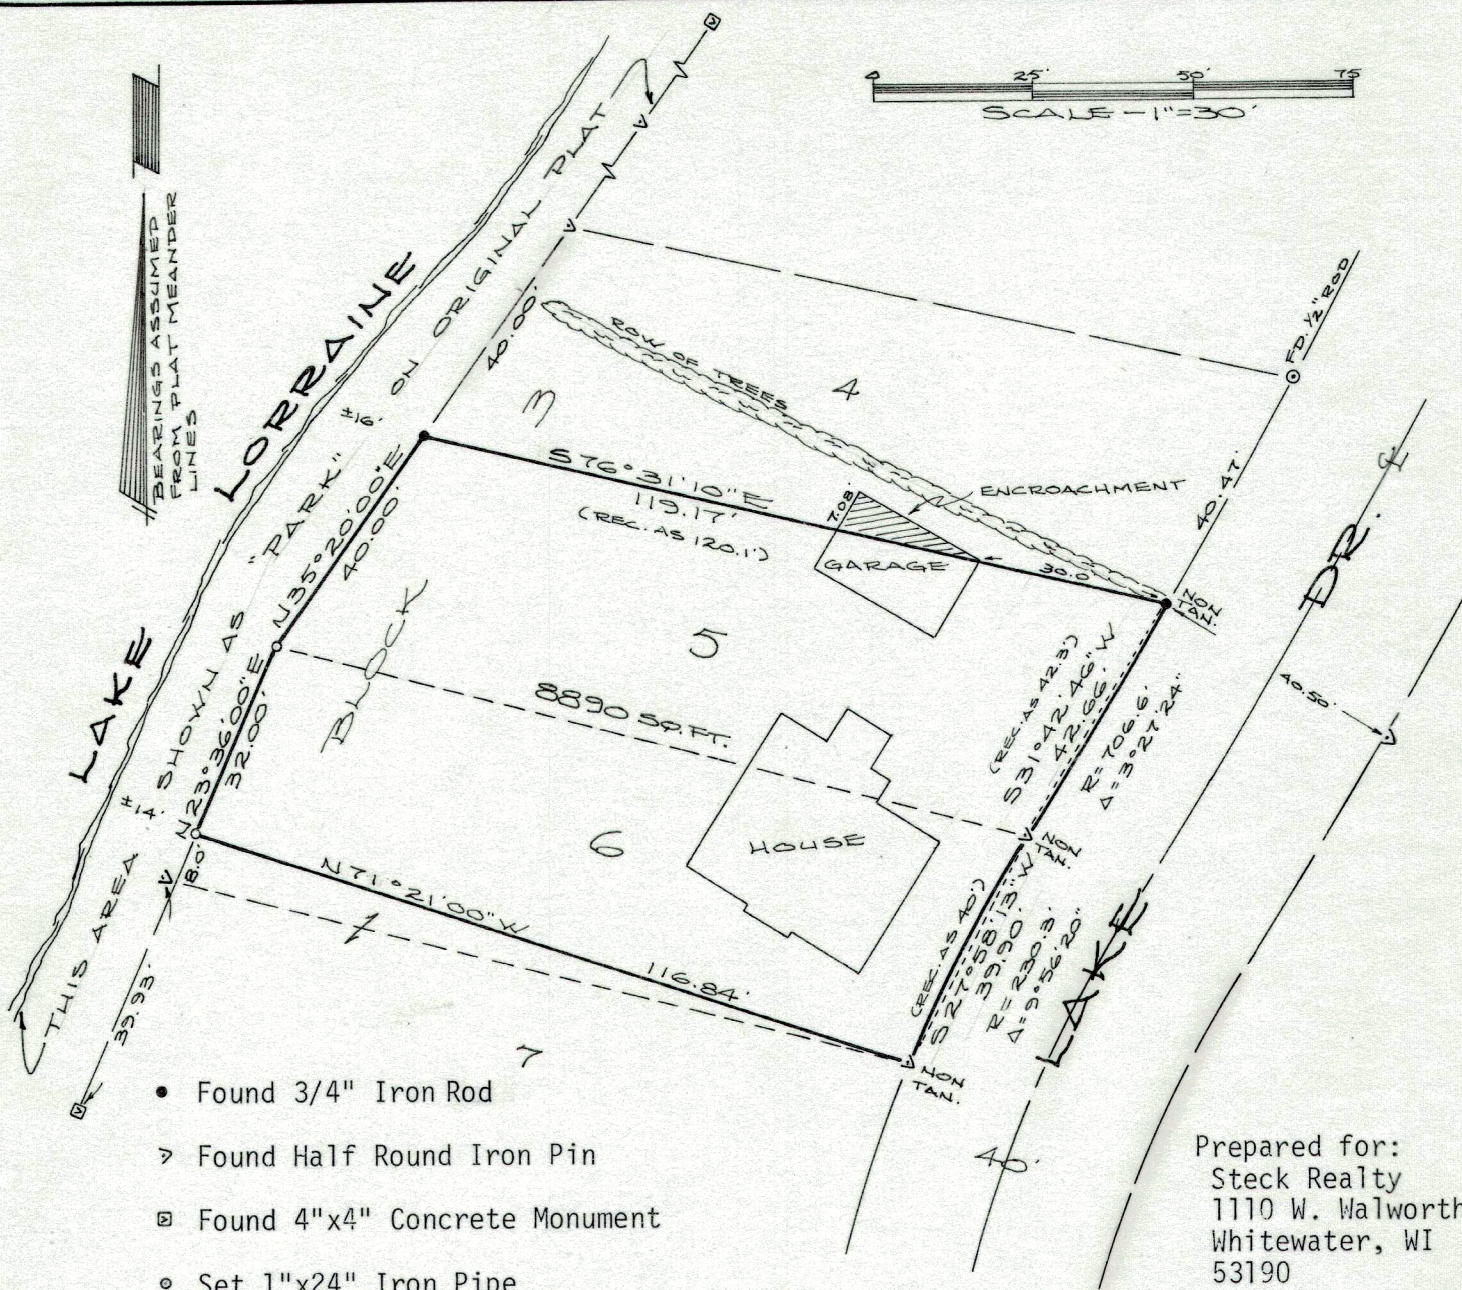 0 25' 50' 75
SCALE - 1"=30'
BEARINGS ASSUMED
FROM PLAT MEANDER
LINES
LAKE LORRAINE
THIS AREA SHOWN AS "PARK" ON ORIGINAL PLAT
FD. 1/2" ROD
40.00'
ROW OF TREES
3
4
±16'
S 76°31'10" E
119.17'
(REC. AS 120.1')
7.08
ENCROACHMENT
GARAGE
30.0
40.47'
NON
TAN.
N 35°20'00" E
40.00'
BLOCK
5
8890 SQ. FT.
(REC. AS 42.3')
S 31°42'46" W
42.66'
R= 706.6'
Δ= 3°27'24"
40.50'
N 23°36'00" E
32.00'
±14'
8.0'
6
HOUSE
NON
TAN.
N 71°21'00" W
116.84'
(REC. AS 40')
S 27°58'13" W
39.90'
R= 230.3'
Δ= 9°56'20"
LAKE DR.
39.93'
7
NON
TAN.
40'
Found 3/4" Iron Rod
Found Half Round Iron Pin
Found 4"x4" Concrete Monument
Set 1"x24" Iron Pipe
Prepared for:
Steck Realty
1110 W. Walworth
Whitewater, WI
53190